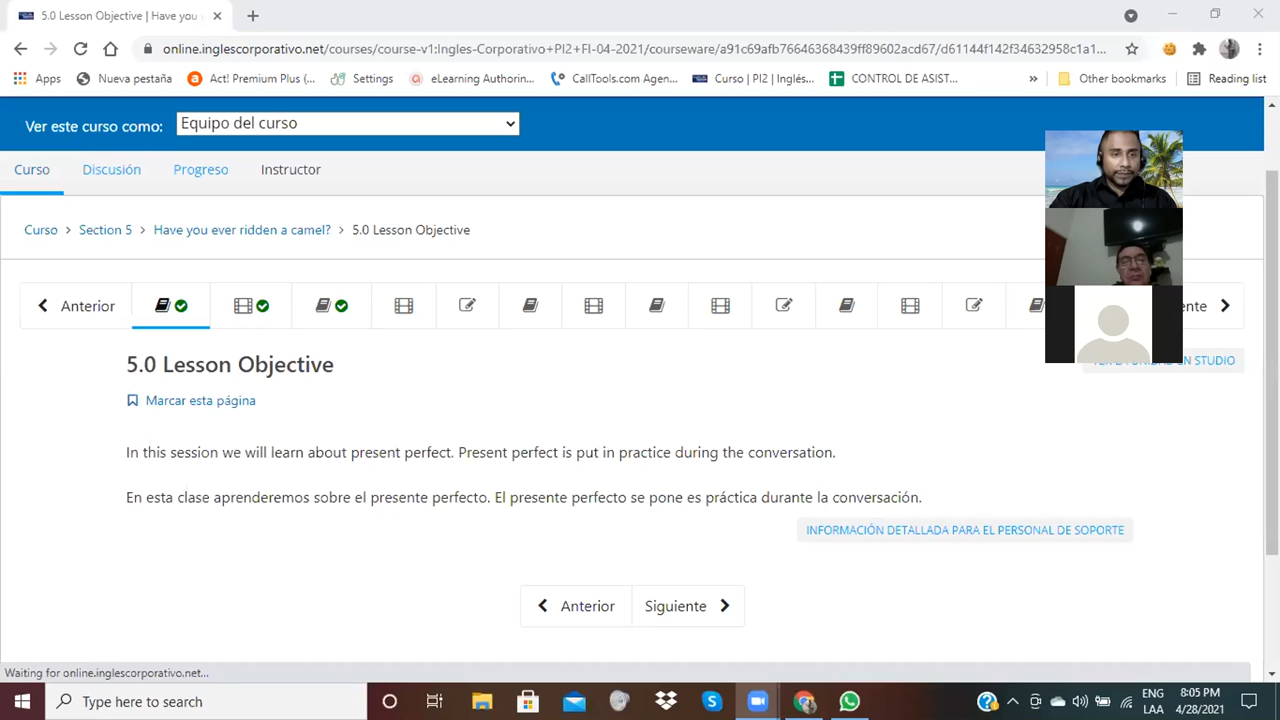 5.0 Lesson Objective | Have you
online.inglescorporativo.net/courses/course-v1:Ingles-Corporativo+PI2+FI-04-2021/courseware/a91c69afb76646368439ff89602acd67/d61144f142f34632958c1a1...
Apps Nueva pestaña Act! Premium Plus (... Settings eLearning Authorin... CallTools.com Agen... Curso | PI2 | Inglés... CONTROL DE ASIST... » Other bookmarks Reading list
Ver este curso como: Equipo del curso
Curso Discusión Progreso Instructor
Curso > Section 5 > Have you ever ridden a camel? > 5.0 Lesson Objective
Anterior ente
5.0 Lesson Objective
EN STUDIO
Marcar esta página
In this session we will learn about present perfect. Present perfect is put in practice during the conversation.
En esta clase aprenderemos sobre el presente perfecto. El presente perfecto se pone es práctica durante la conversación.
INFORMACIÓN DETALLADA PARA EL PERSONAL DE SOPORTE
Anterior Siguiente
Waiting for online.inglescorporativo.net...
Type here to search
ENG 8:05 PM
LAA 4/28/2021